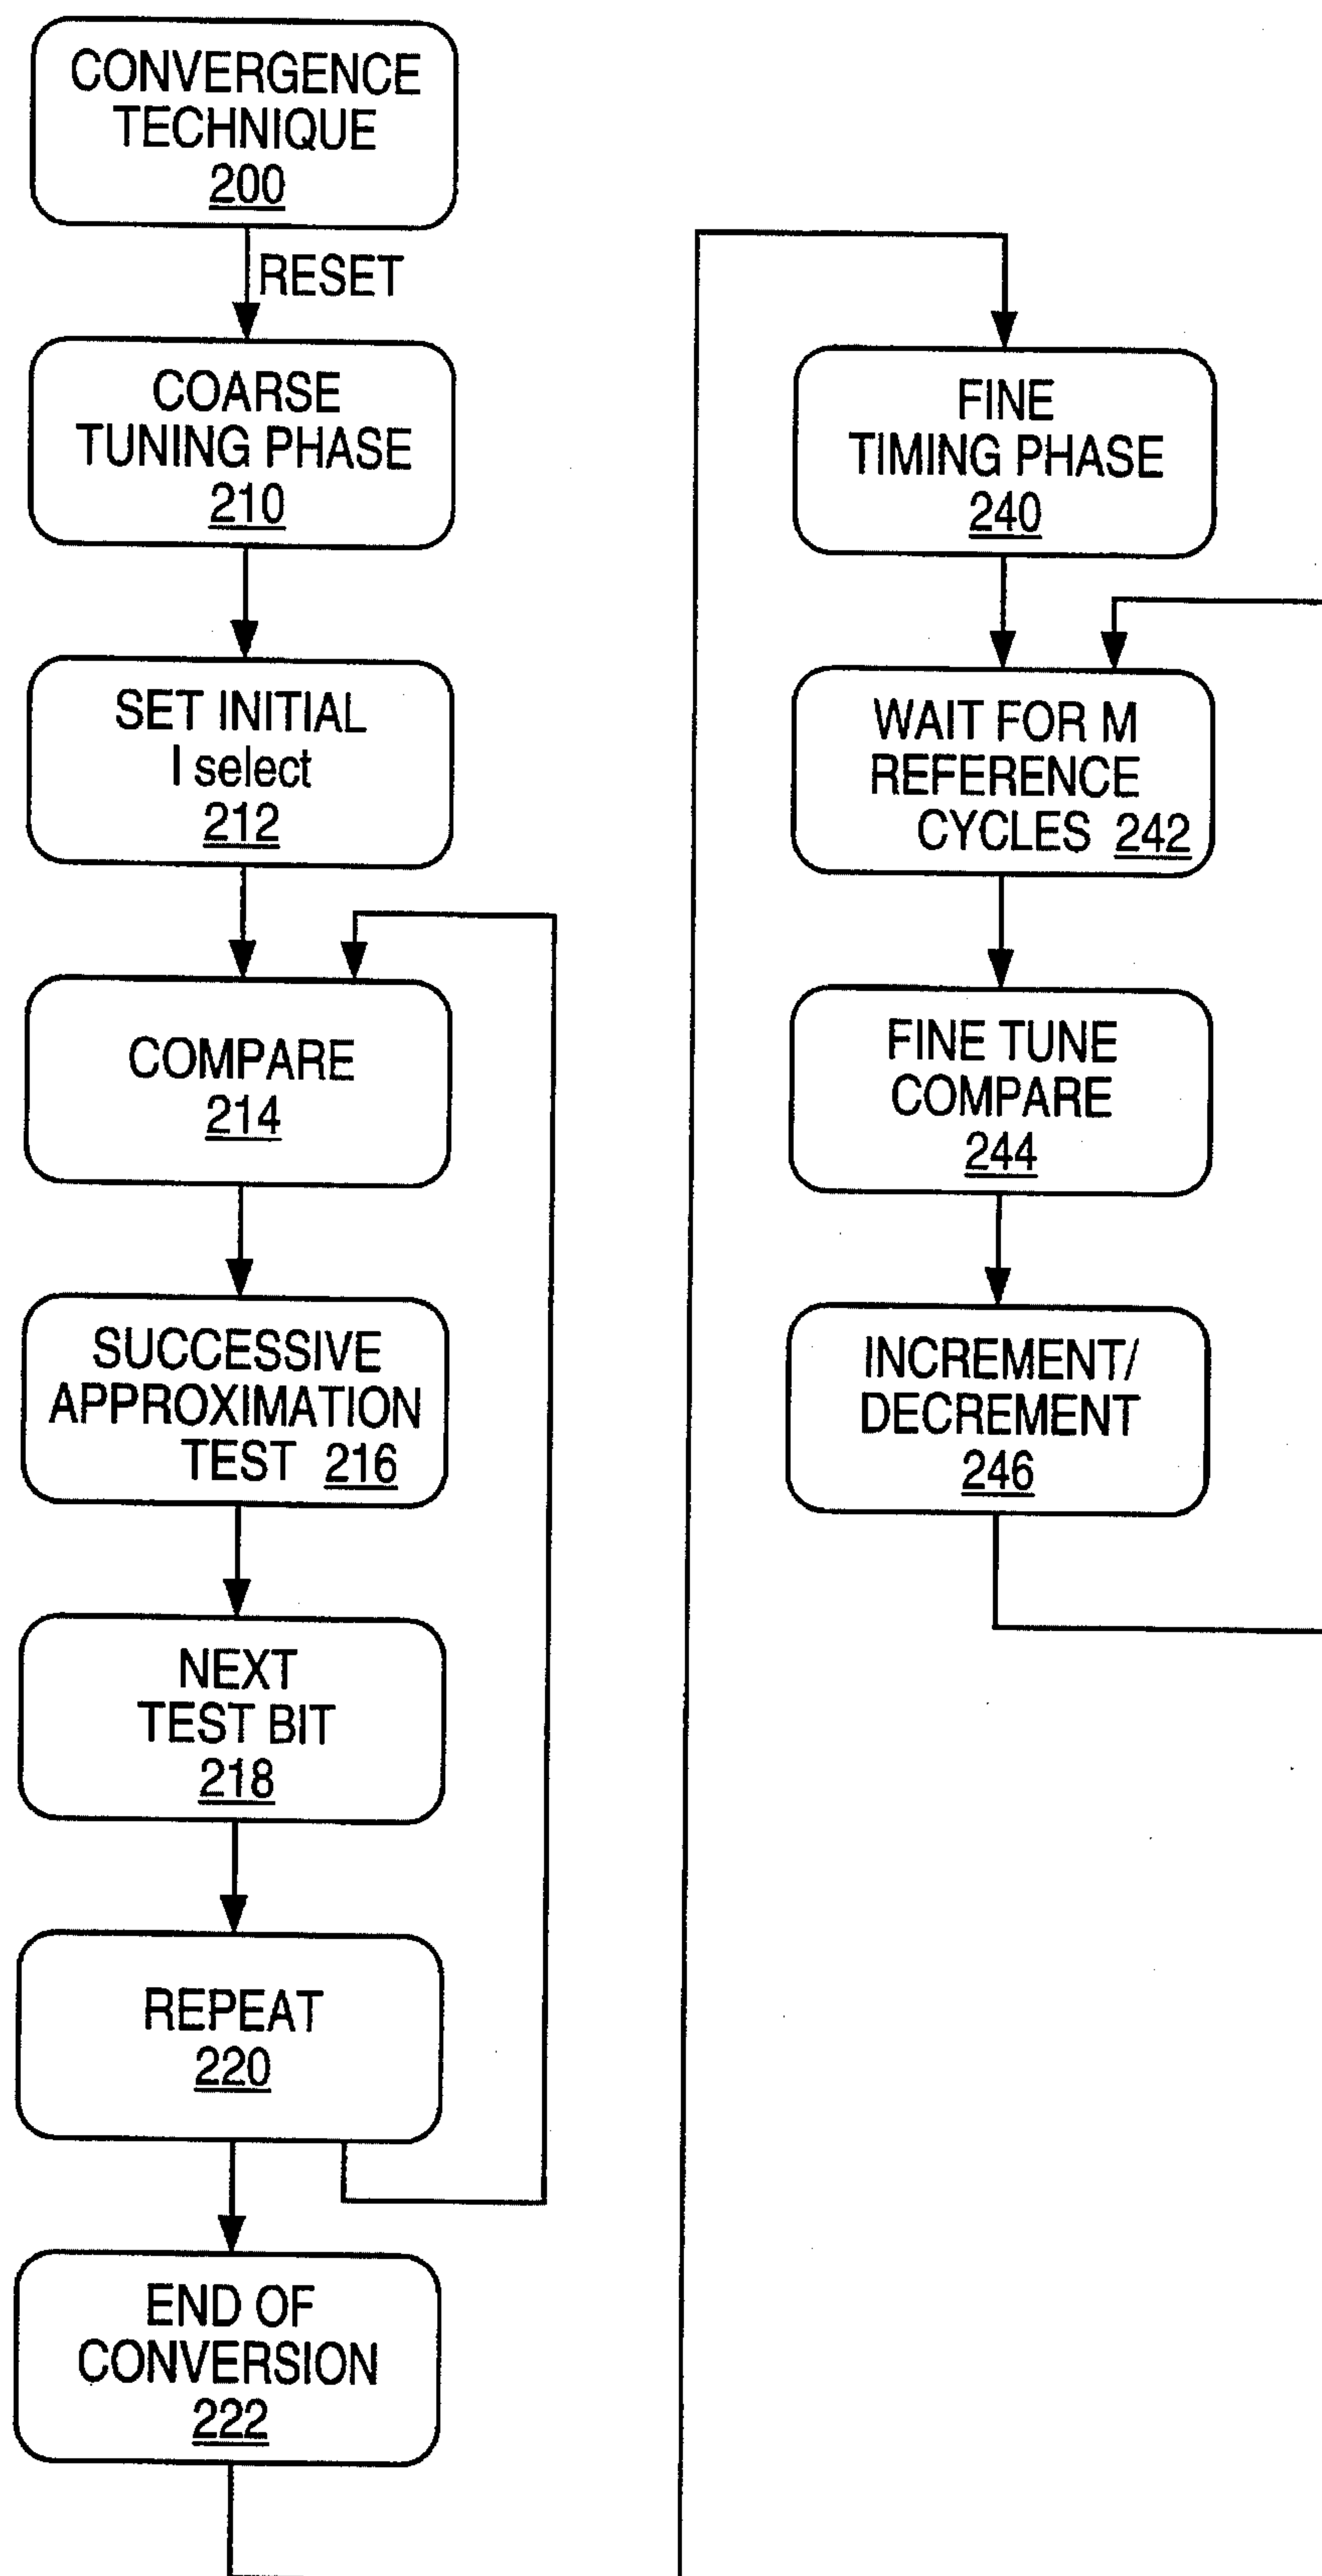 CONVERGENCE
TECHNIQUE
200
RESET
COARSE
TUNING PHASE
210
SET INITIAL
I select
212
COMPARE
214
SUCCESSIVE
APPROXIMATION
TEST 216
NEXT
TEST BIT
218
REPEAT
220
END OF
CONVERSION
222
FINE
TIMING PHASE
240
WAIT FOR M
REFERENCE
CYCLES 242
FINE TUNE
COMPARE
244
INCREMENT/
DECREMENT
246